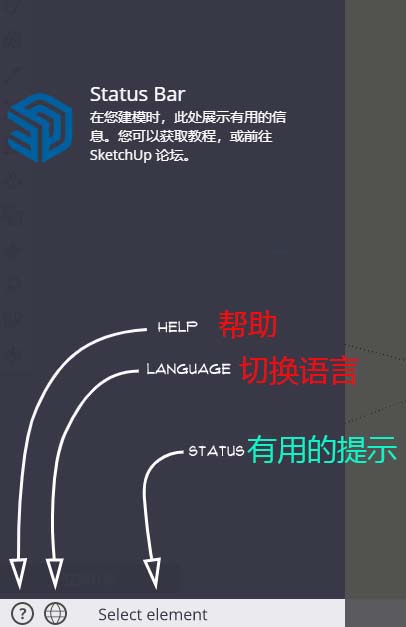 Status Bar
在您建模时，此处展示有用的信
息。您可以获取教程，或前往
SketchUp 论坛。
HELP 帮助
LANGUAGE 切换语言
STATUS 有用的提示
? Select element